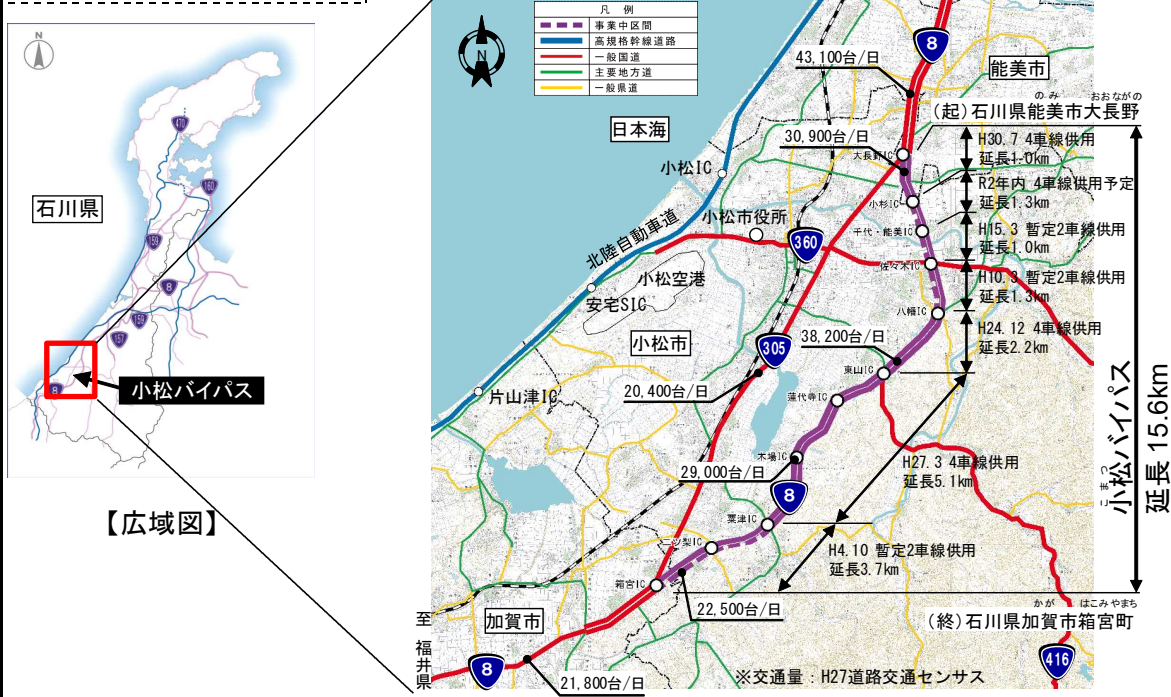 N
470
石川県
160
159
8
159
157
8
小松バイパス
【広域図】
N
凡 例
事業中区間
高規格幹線道路
一般国道
主要地方道
一般県道
8
43,100台/日
能美市
のみ おおながの
(起)石川県能美市大長野
日本海
30,900台/日
大長野IC
H30.7 4車線供用
延長1.0km
小松IC
R2年内 4車線供用予定
延長1.3km
小杉IC
小松市役所
北陸自動車道
360
千代・能美IC
H15.3 暫定2車線供用
延長1.0km
佐々木IC
小松空港
H10.3 暫定2車線供用
延長1.3km
安宅SIC
八幡IC
小松市
305
38,200台/日
H24.12 4車線供用
延長2.2km
東山IC
20,400台/日
片山津IC
蓮代寺IC
こまつ
小松バイパス
延長 15.6km
木場IC
29,000台/日
H27.3 4車線供用
延長5.1km
8
粟津IC
二ツ梨IC
H4.10 暫定2車線供用
延長3.7km
箱宮IC
22,500台/日
かが はこみやまち
(終)石川県加賀市箱宮町
加賀市
至福井県
8
21,800台/日
416
※交通量:H27道路交通センサス